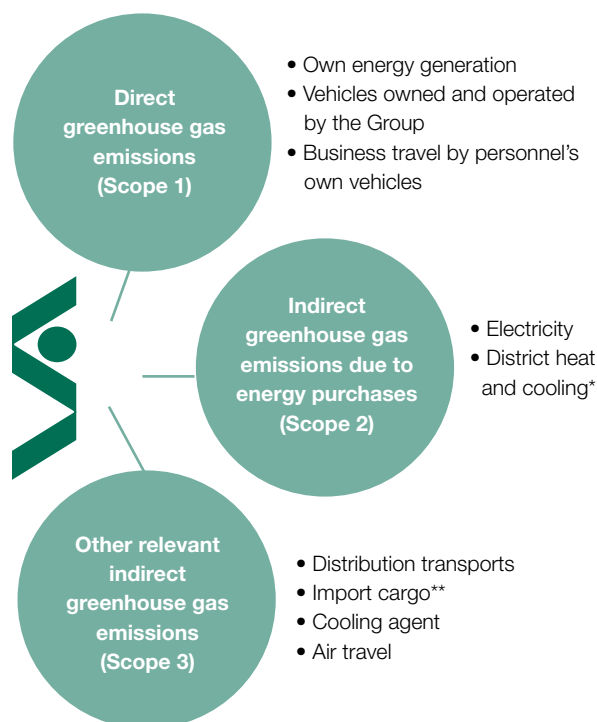 Direct
greenhouse gas
emissions
(Scope 1)
• Own energy generation
• Vehicles owned and operated
by the Group
• Business travel by personnel's
own vehicles
Indirect
greenhouse gas
emissions due to
energy purchases
(Scope 2)
• Electricity
• District heat
and cooling*
Other relevant
indirect
greenhouse gas
emissions
(Scope 3)
• Distribution transports
• Import cargo**
• Cooling agent
• Air travel